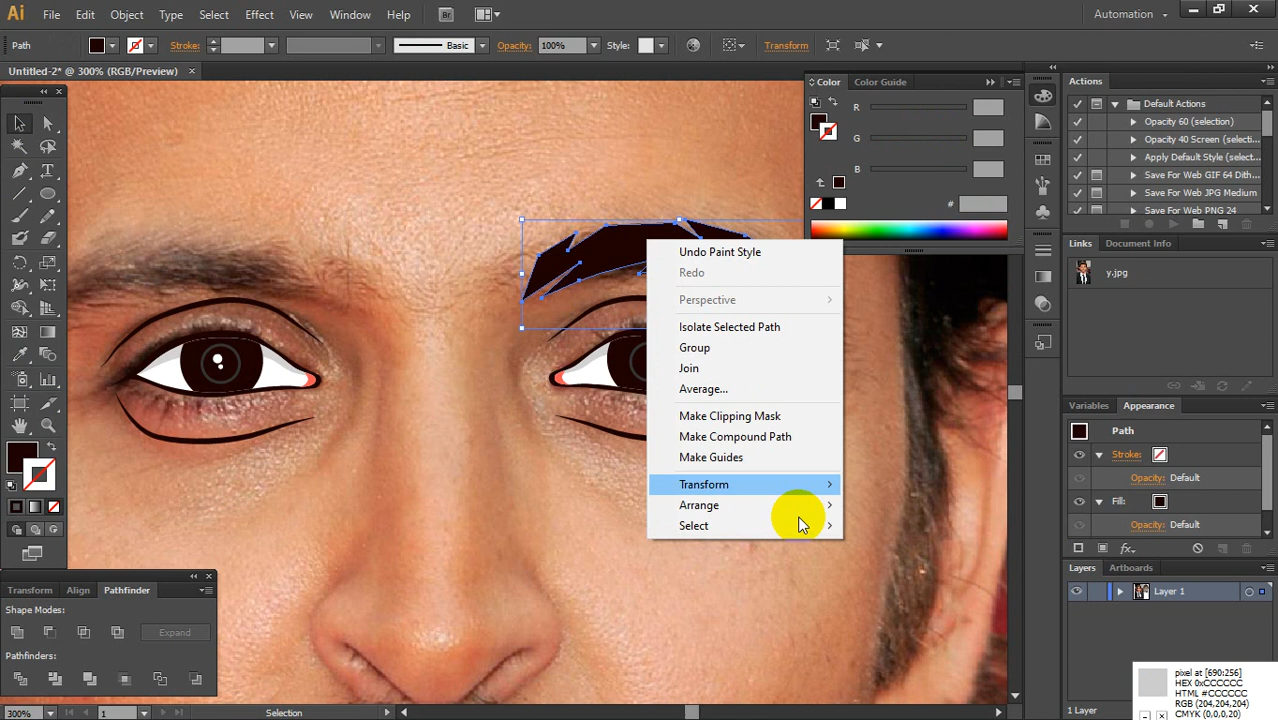 Ai File Edit Object Type Select Effect View Window Help Br Automation
Path Stroke: Basic Opacity: 100% Style: Transform
Untitled-2* @ 300% (RGB/Preview)
Color Color Guide
R
G
B
#
Actions
Default Actions
Opacity 60 (selection)
Opacity 40 Screen (selecti...
Apply Default Style (select...
Save For Web GIF 64 Dith...
Save For Web JPG Medium
Save For Web PNG 24
Links Document Info
y.jpg
Undo Paint Style
Redo
Perspective
Isolate Selected Path
Group
Join
Average...
Make Clipping Mask
Make Compound Path
Make Guides
Transform
Arrange
Select
Variables Appearance
Path
Stroke:
Opacity: Default
Fill:
Opacity: Default
fx
Layers Artboards
Layer 1
Transform Align Pathfinder
Shape Modes:
Expand
Pathfinders:
pixel at [690:256]
HEX 0xCCCCCC
HTML #CCCCCC
RGB (204,204,204)
CMYK (0,0,0,20)
300% 1 Selection 1 Layer